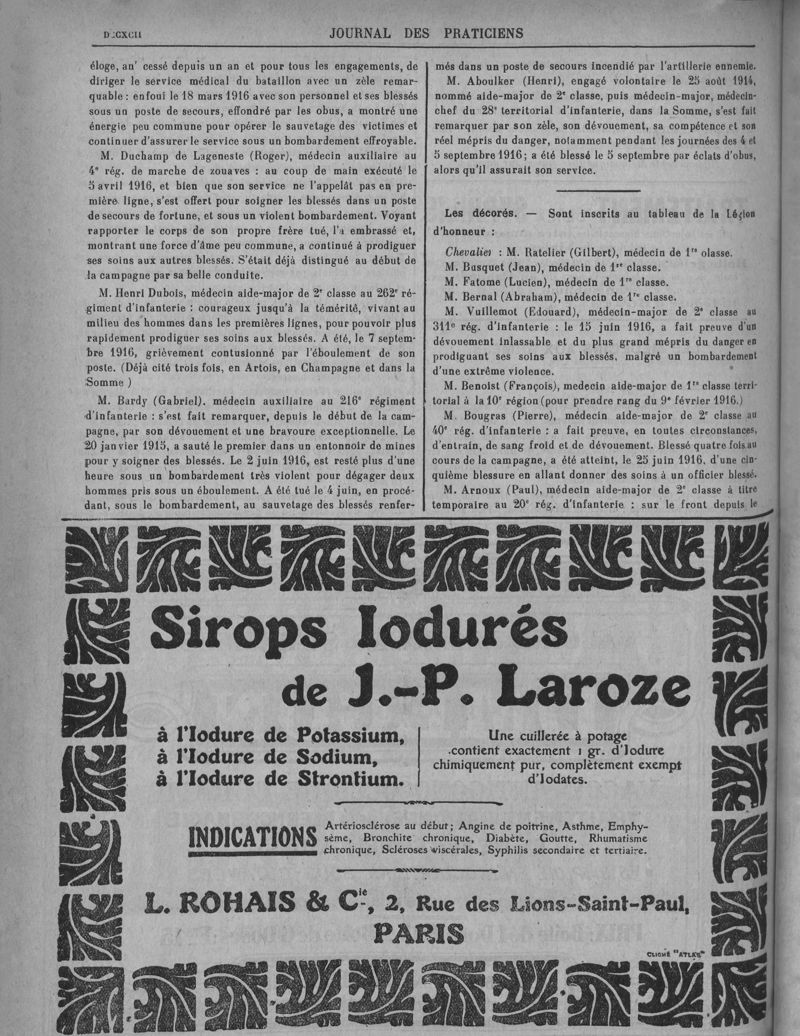 D.CXCII
JOURNAL DES PRATICIENS
éloge, an' cessé depuis un an et pour tous les engagements, de
diriger le service médical du bataillon avec un zèle remar-
quable : enfoui le 18 mars 1916 avec son personnel et ses blessés
sous un poste de secours, effondré par les obus, a montré une
énergie peu commune pour opérer le sauvetage des victimes et
continuer d'assurer le service sous un bombardement effroyable.
M. Duchamp de Lageneste (Roger), médecin auxiliaire au
4e rég. de marche de zouaves : au coup de main exécuté le
5 avril 1916, et bien que son service ne l'appelât pas en pre-
mière ligne, s'est offert pour soigner les blessés dans un poste
de secours de fortune, et sous un violent bombardement. Voyant
rapporter le corps de son propre frère tué, l'a embrassé et,
montrant une force d'âme peu commune, a continué à prodiguer
ses soins aux autres blessés. S'était déjà distingué au début de
la campagne par sa belle conduite.
M. Henri Dubois, médecin aide-major de 2e classe au 262e ré-
giment d'infanterie : courageux jusqu'à la témérité, vivant au
milieu des hommes dans les premières lignes, pour pouvoir plus
rapidement prodiguer ses soins aux blessés. A été, le 7 septem-
bre 1916, grièvement contusionné par l'éboulement de son
poste. (Déjà cité trois fois, en Artois, en Champagne et dans la
Somme )
M. Bardy (Gabriel), médecin auxiliaire au 216e régiment
d'infanterie : s'est fait remarquer, depuis le début de la cam-
pagne, par son dévouement et une bravoure exceptionnelle. Le
20 janvier 1915, a sauté le premier dans un entonnoir de mines
pour y soigner des blessés. Le 2 juin 1916, est resté plus d'une
heure sous un bombardement très violent pour dégager deux
hommes pris sous un éboulement. A été tué le 4 juin, en procé-
dant, sous le bombardement, au sauvetage des blessés renfer-
més dans un poste de secours incendié par l'artillerie ennemie.
M. Aboulker (Henri), engagé volontaire le 25 août 1914,
nommé aide-major de 2e classe, puis médecin-major, médecin-
chef du 28e territorial d'infanterie, dans la Somme, s'est fait
remarquer par son zèle, son dévouement, sa compétence et son
réel mépris du danger, notamment pendant les journées des 4 et
5 septembre 1916 ; a été blessé le 5 septembre par éclats d'obus,
alors qu'il assurait son service.
Les décorés. — Sont inscrits au tableau de la Légion
d'honneur :
Chevalier : M. Ratelier (Gilbert), médecin de 1re classe.
M. Busquet (Jean), médecin de 1re classe.
M. Fatome (Lucien), médecin de 1re classe.
M. Bernal (Abraham), médecin de 1re classe.
M. Vuillemot (Edouard), médecin-major de 2e classe au
311e rég. d'infanterie : le 15 juin 1916, a fait preuve d'un
dévouement inlassable et du plus grand mépris du danger en
prodiguant ses soins aux blessés, malgré un bombardement
d'une extrême violence.
M. Benoist (François), medecin aide-major de 1re classe terri-
torial à la 10e région (pour prendre rang du 9e février 1916.)
M. Bougras (Pierre), médecin aide-major de 2e classe au
40e rég. d'infanterie : a fait preuve, en toutes circonstances,
d'entrain, de sang froid et de dévouement. Blessé quatre fois au
cours de la campagne, a été atteint, le 25 juin 1916, d'une cin-
quième blessure en allant donner des soins à un officier blessé.
M. Arnoux (Paul), médecin aide-major de 2e classe à titre
temporaire au 20e rég. d'infanterie : sur le front depuis le
Sirops Iodurés
de J.-P. Laroze
à l'Iodure de Potassium,
à l'Iodure de Sodium,
à l'Iodure de Strontium.
Une cuillerée à potage
contient exactement 1 gr. d'Iodure
chimiquement pur, complètement exempt
d'Iodates.
INDICATIONS
Artériosclérose au début ; Angine de poitrine, Asthme, Emphy-
sème, Bronchite chronique, Diabète, Goutte, Rhumatisme
chronique, Scléroses viscérales, Syphilis secondaire et tertiaire.
L. ROHAIS & Cie, 2, Rue des Lions-Saint-Paul,
PARIS
CLICHÉ "ATLAS"